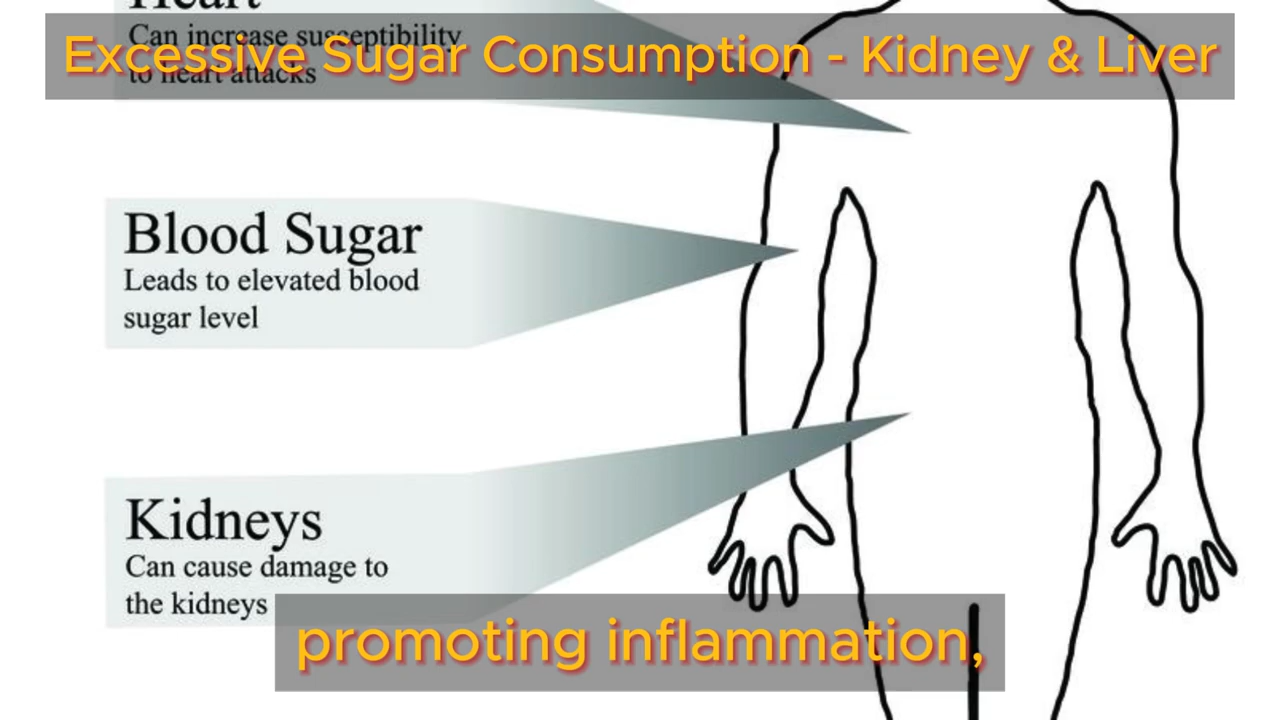 Heart
Excessive Sugar Consumption - Kidney & Liver
Can increase susceptibility
to heart attacks
Blood Sugar
Leads to elevated blood
sugar level
Kidneys
Can cause damage to
the kidneys
promoting inflammation,